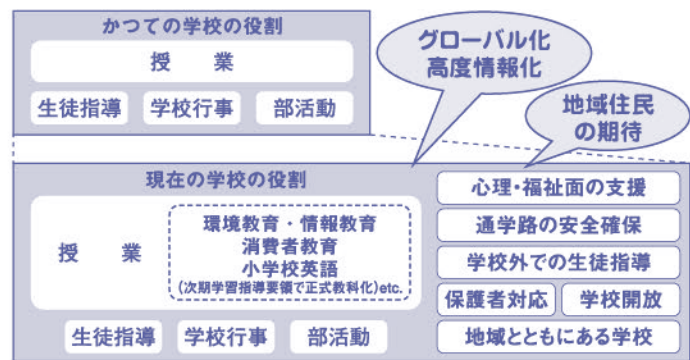 かつての学校の役割
授 業
生徒指導 学校行事 部活動
グローバル化
高度情報化
地域住民
の期待
現在の学校の役割
授 業
環境教育・情報教育
消費者教育
小学校英語
(次期学習指導要領で正式教科化)etc.
生徒指導 学校行事 部活動
心理・福祉面の支援
通学路の安全確保
学校外での生徒指導
保護者対応 学校開放
地域とともにある学校